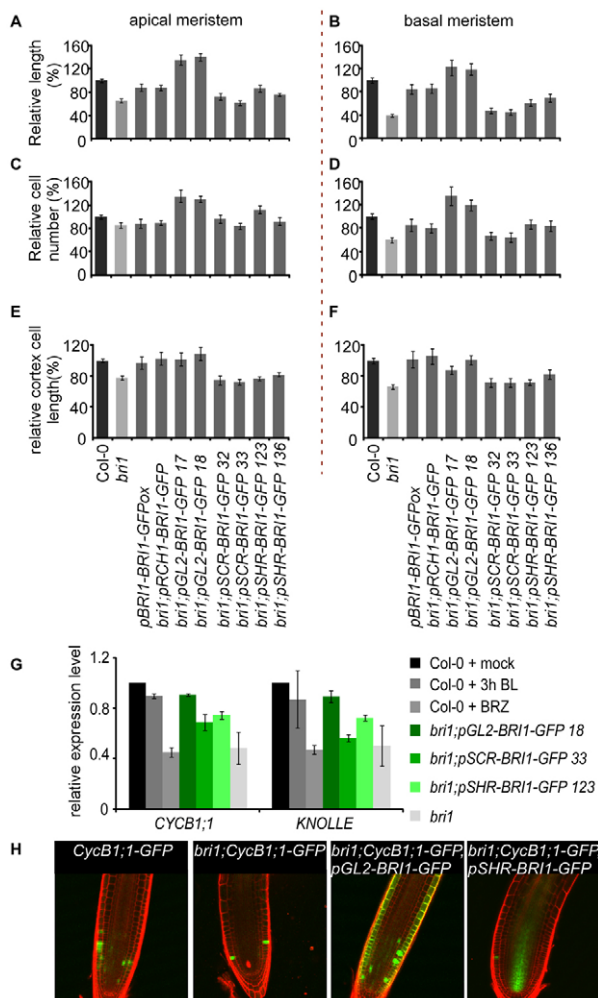 apical meristem
basal meristem
A
Relative length (%)
160
120
80
40
0
B
160
120
80
40
0
C
Relative cell number (%)
160
120
80
40
0
D
160
120
80
40
0
E
relative cortex cell length(%)
120
80
40
0
F
120
80
40
0
Col-0
bri1
pBRI1-BRI1-GFPox
bri1;pRCH1-BRI1-GFP
bri1;pGL2-BRI1-GFP 17
bri1;pGL2-BRI1-GFP 18
bri1;pSCR-BRI1-GFP 32
bri1;pSCR-BRI1-GFP 33
bri1;pSHR-BRI1-GFP 123
bri1;pSHR-BRI1-GFP 136
Col-0
bri1
pBRI1-BRI1-GFPox
bri1;pRCH1-BRI1-GFP
bri1;pGL2-BRI1-GFP 17
bri1;pGL2-BRI1-GFP 18
bri1;pSCR-BRI1-GFP 32
bri1;pSCR-BRI1-GFP 33
bri1;pSHR-BRI1-GFP 123
bri1;pSHR-BRI1-GFP 136
G
relative expression level
1.2
0.8
0.4
0
CYCB1;1
KNOLLE
Col-0 + mock
Col-0 + 3h BL
Col-0 + BRZ
bri1;pGL2-BRI1-GFP 18
bri1;pSCR-BRI1-GFP 33
bri1;pSHR-BRI1-GFP 123
bri1
H
CycB1;1-GFP
bri1;CycB1;1-GFP
bri1;CycB1;1-GFP,
pGL2-BRI1-GFP
bri1;CycB1;1-GFP,
pSHR-BRI1-GFP